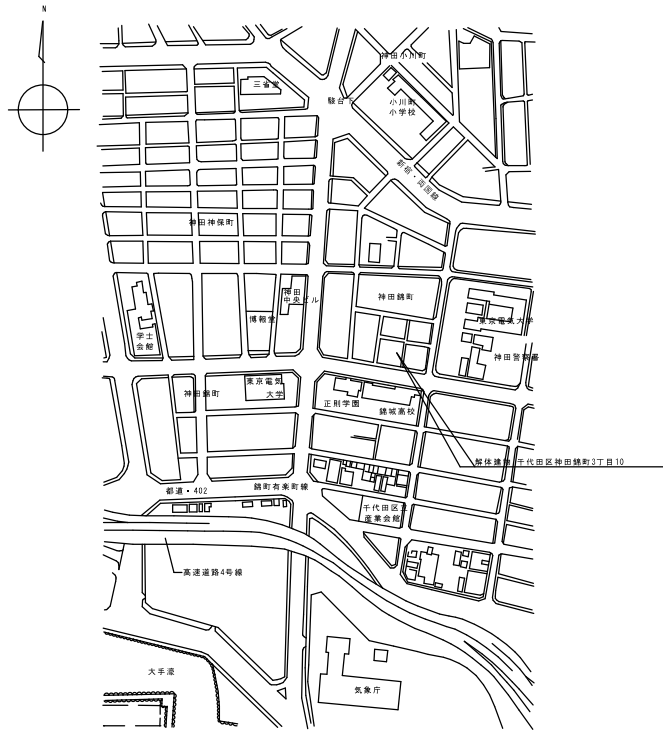 N
神田小川町
三省堂
駿台下
小川町
小学校
新宿・両国線
神田神保町
神田
中央ビル
神田錦町
博報堂
東京電気大学
学士
会館
神田警察署
東京電気
大学
神田錦町
正則学園
錦城高校
解体建物 千代田区神田錦町3丁目10
錦町有楽町線
都道・402
千代田区立
産業会館
高速道路4号線
大手濠
気象庁